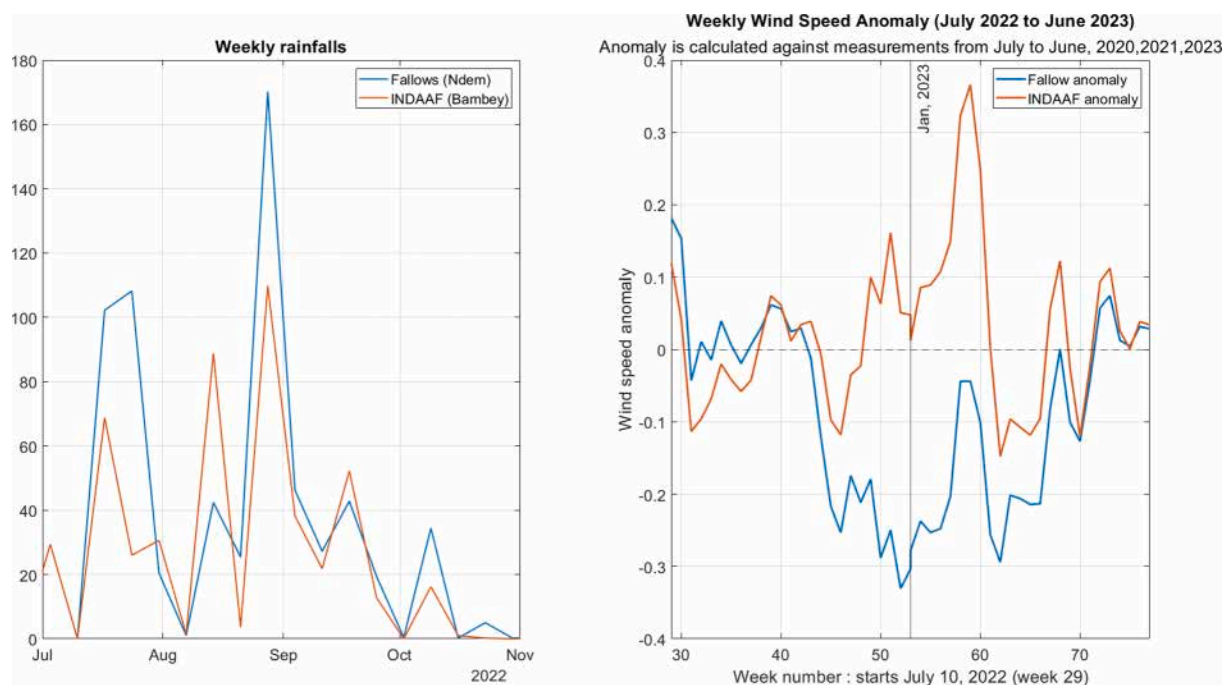 Weekly rainfalls
180
160
140
120
100
80
60
40
20
0
Jul
Aug
Sep
Oct
Nov
2022
Fallows (Ndem)
INDAAF (Bambey)
Weekly Wind Speed Anomaly (July 2022 to June 2023)
Anomaly is calculated against measurements from July to June, 2020,2021,2023
0.4
0.3
0.2
0.1
0
-0.1
-0.2
-0.3
-0.4
Wind speed anomaly
Jan, 2023
Fallow anomaly
INDAAF anomaly
30
40
50
60
70
Week number : starts July 10, 2022 (week 29)